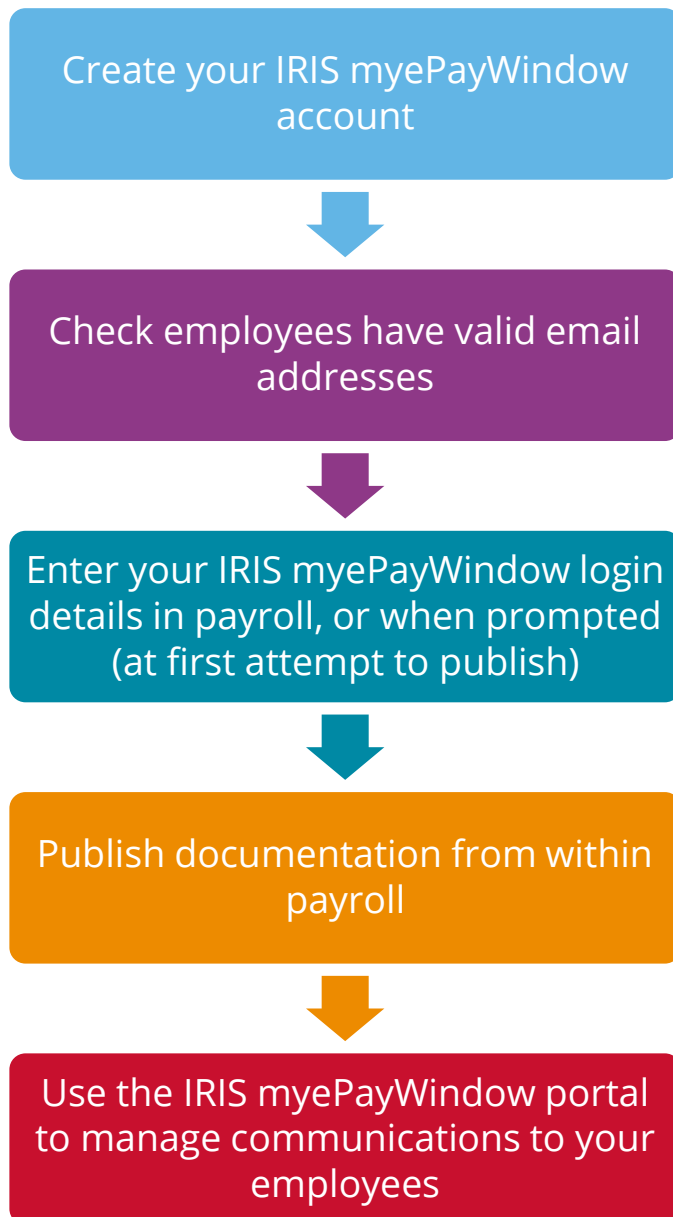 Create your IRIS myePayWindow
account
Check employees have valid email
addresses
Enter your IRIS myePayWindow login
details in payroll, or when prompted
(at first attempt to publish)
Publish documentation from within
payroll
Use the IRIS myePayWindow portal
to manage communications to your
employees